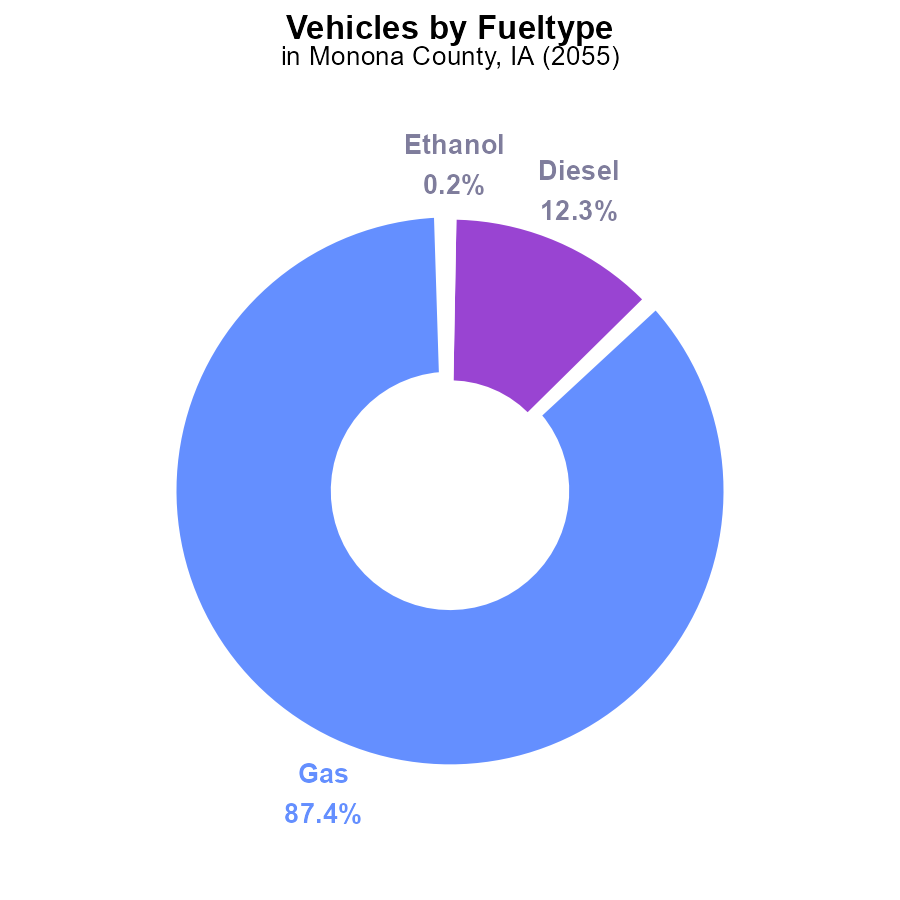 Vehicles by Fueltype
in Monona County, IA (2055)
Ethanol
0.2%
Diesel
12.3%
Gas
87.4%